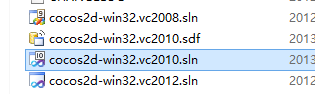 cocos2d-win32.vc2008.sln 2012
cocos2d-win32.vc2010.sdf 2013
cocos2d-win32.vc2010.sln 2013
cocos2d-win32.vc2012.sln 2012